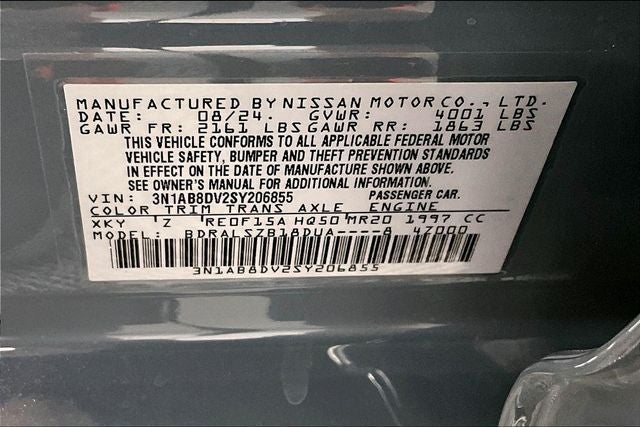 MANUFACTURED BY NISSAN MOTOR CO., LTD.
DATE: 08/24. GVWR: 4001 LBS
GAWR FR: 2161 LBS GAWR RR: 1863 LBS
THIS VEHICLE CONFORMS TO ALL APPLICABLE FEDERAL MOTOR
VEHICLE SAFETY, BUMPER AND THEFT PREVENTION STANDARDS
IN EFFECT ON THE DATE OF MANUFACTURE SHOWN ABOVE.
SEE OWNER'S MANUAL FOR ADDITIONAL INFORMATION.
VIN: 3N1AB8DV2SY206855 PASSENGER CAR.
COLOR TRIM TRANS AXLE ENGINE
XKY 'Z 'RE0F15A HQ50 MR20 1997 CC
MODEL: BDRALSZB18DUA----8 4Z000
3N1AB8DV2SY206855